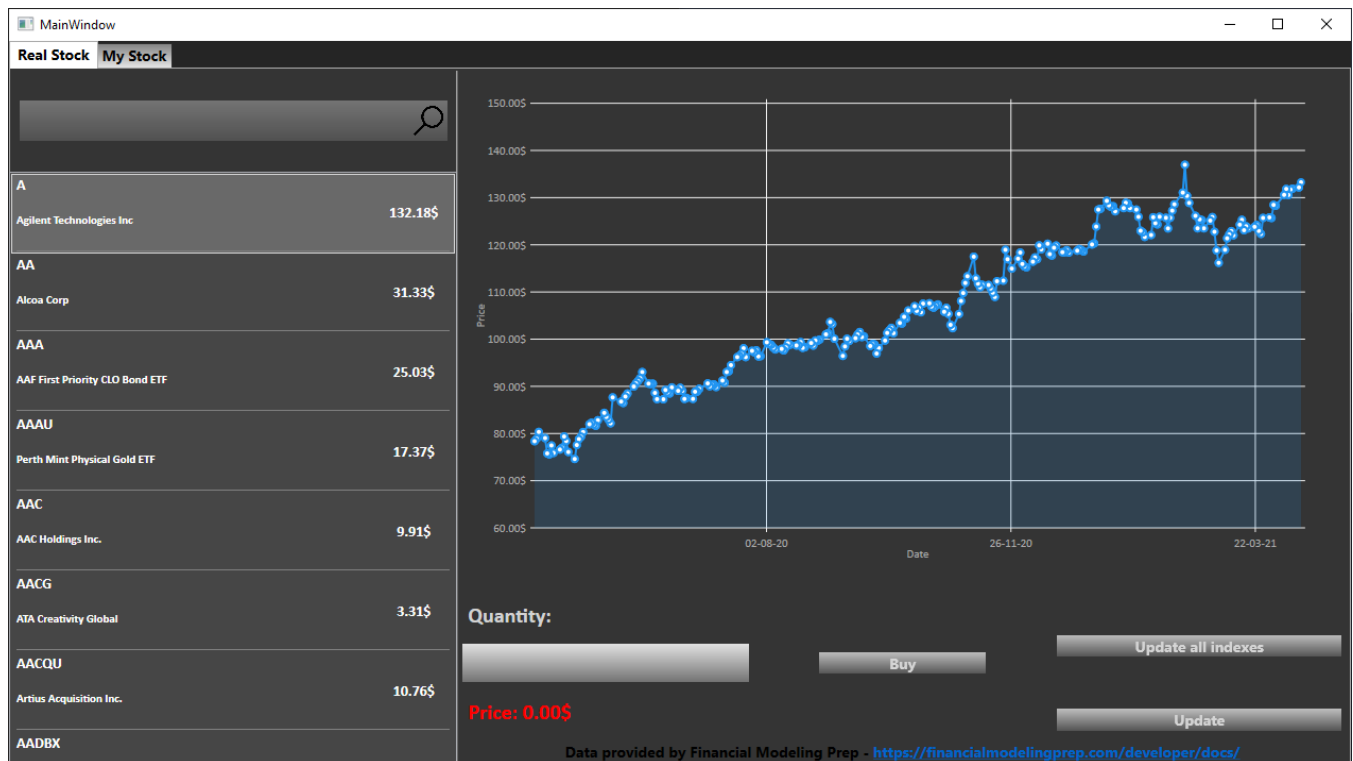 MainWindow
Real Stock My Stock
A
Agilent Technologies Inc 132.18$
AA
Alcoa Corp 31.33$
AAA
AAF First Priority CLO Bond ETF 25.03$
AAAU
Perth Mint Physical Gold ETF 17.37$
AAC
AAC Holdings Inc. 9.91$
AACG
ATA Creativity Global 3.31$
AACQU
Artius Acquisition Inc. 10.76$
AADBX
150.00$
140.00$
130.00$
120.00$
110.00$
100.00$
90.00$
80.00$
70.00$
60.00$
Price
02-08-20 26-11-20 22-03-21
Date
Quantity:
Buy
Update all indexes
Price: 0.00$
Update
Data provided by Financial Modeling Prep - https://financialmodelingprep.com/developer/docs/